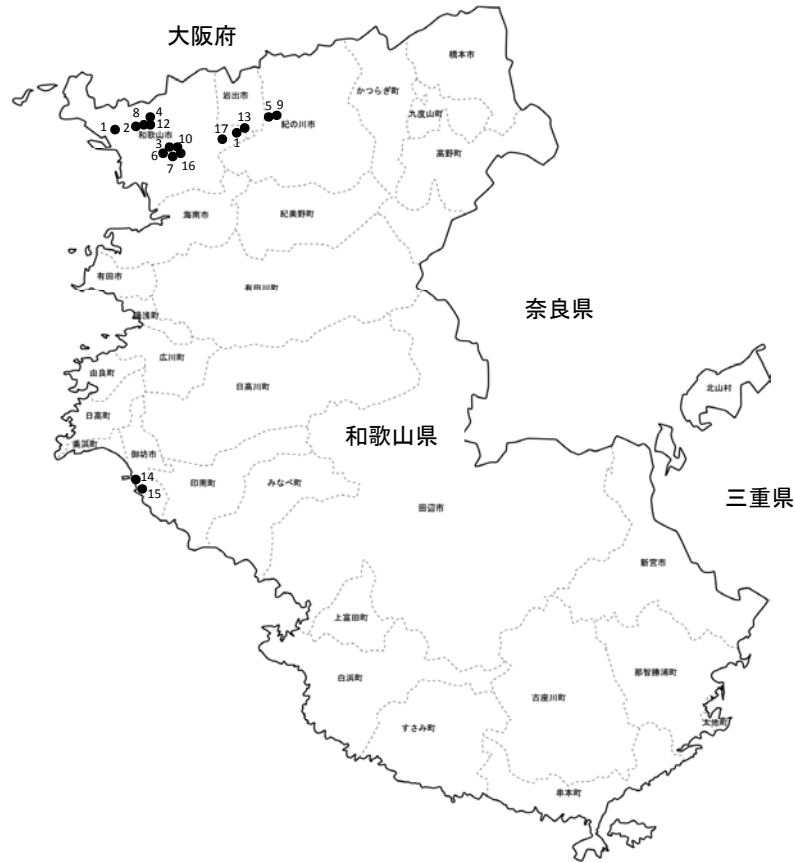 大阪府
橋本市
かつらぎ町
岩出市
九度山町
5 9
紀の川市
4
8
13
1
2
12
17
和歌山市
1
3
10
高野町
6
7
16
海南市
紀美野町
有田市
有田川町
奈良県
湯浅町
広川町
由良町
北山村
日高川町
日高町
和歌山県
美浜町
御坊市
14
印南町
みなべ町
15
三重県
田辺市
新宮市
上富田町
那智勝浦町
白浜町
古座川町
太地町
すさみ町
串本町